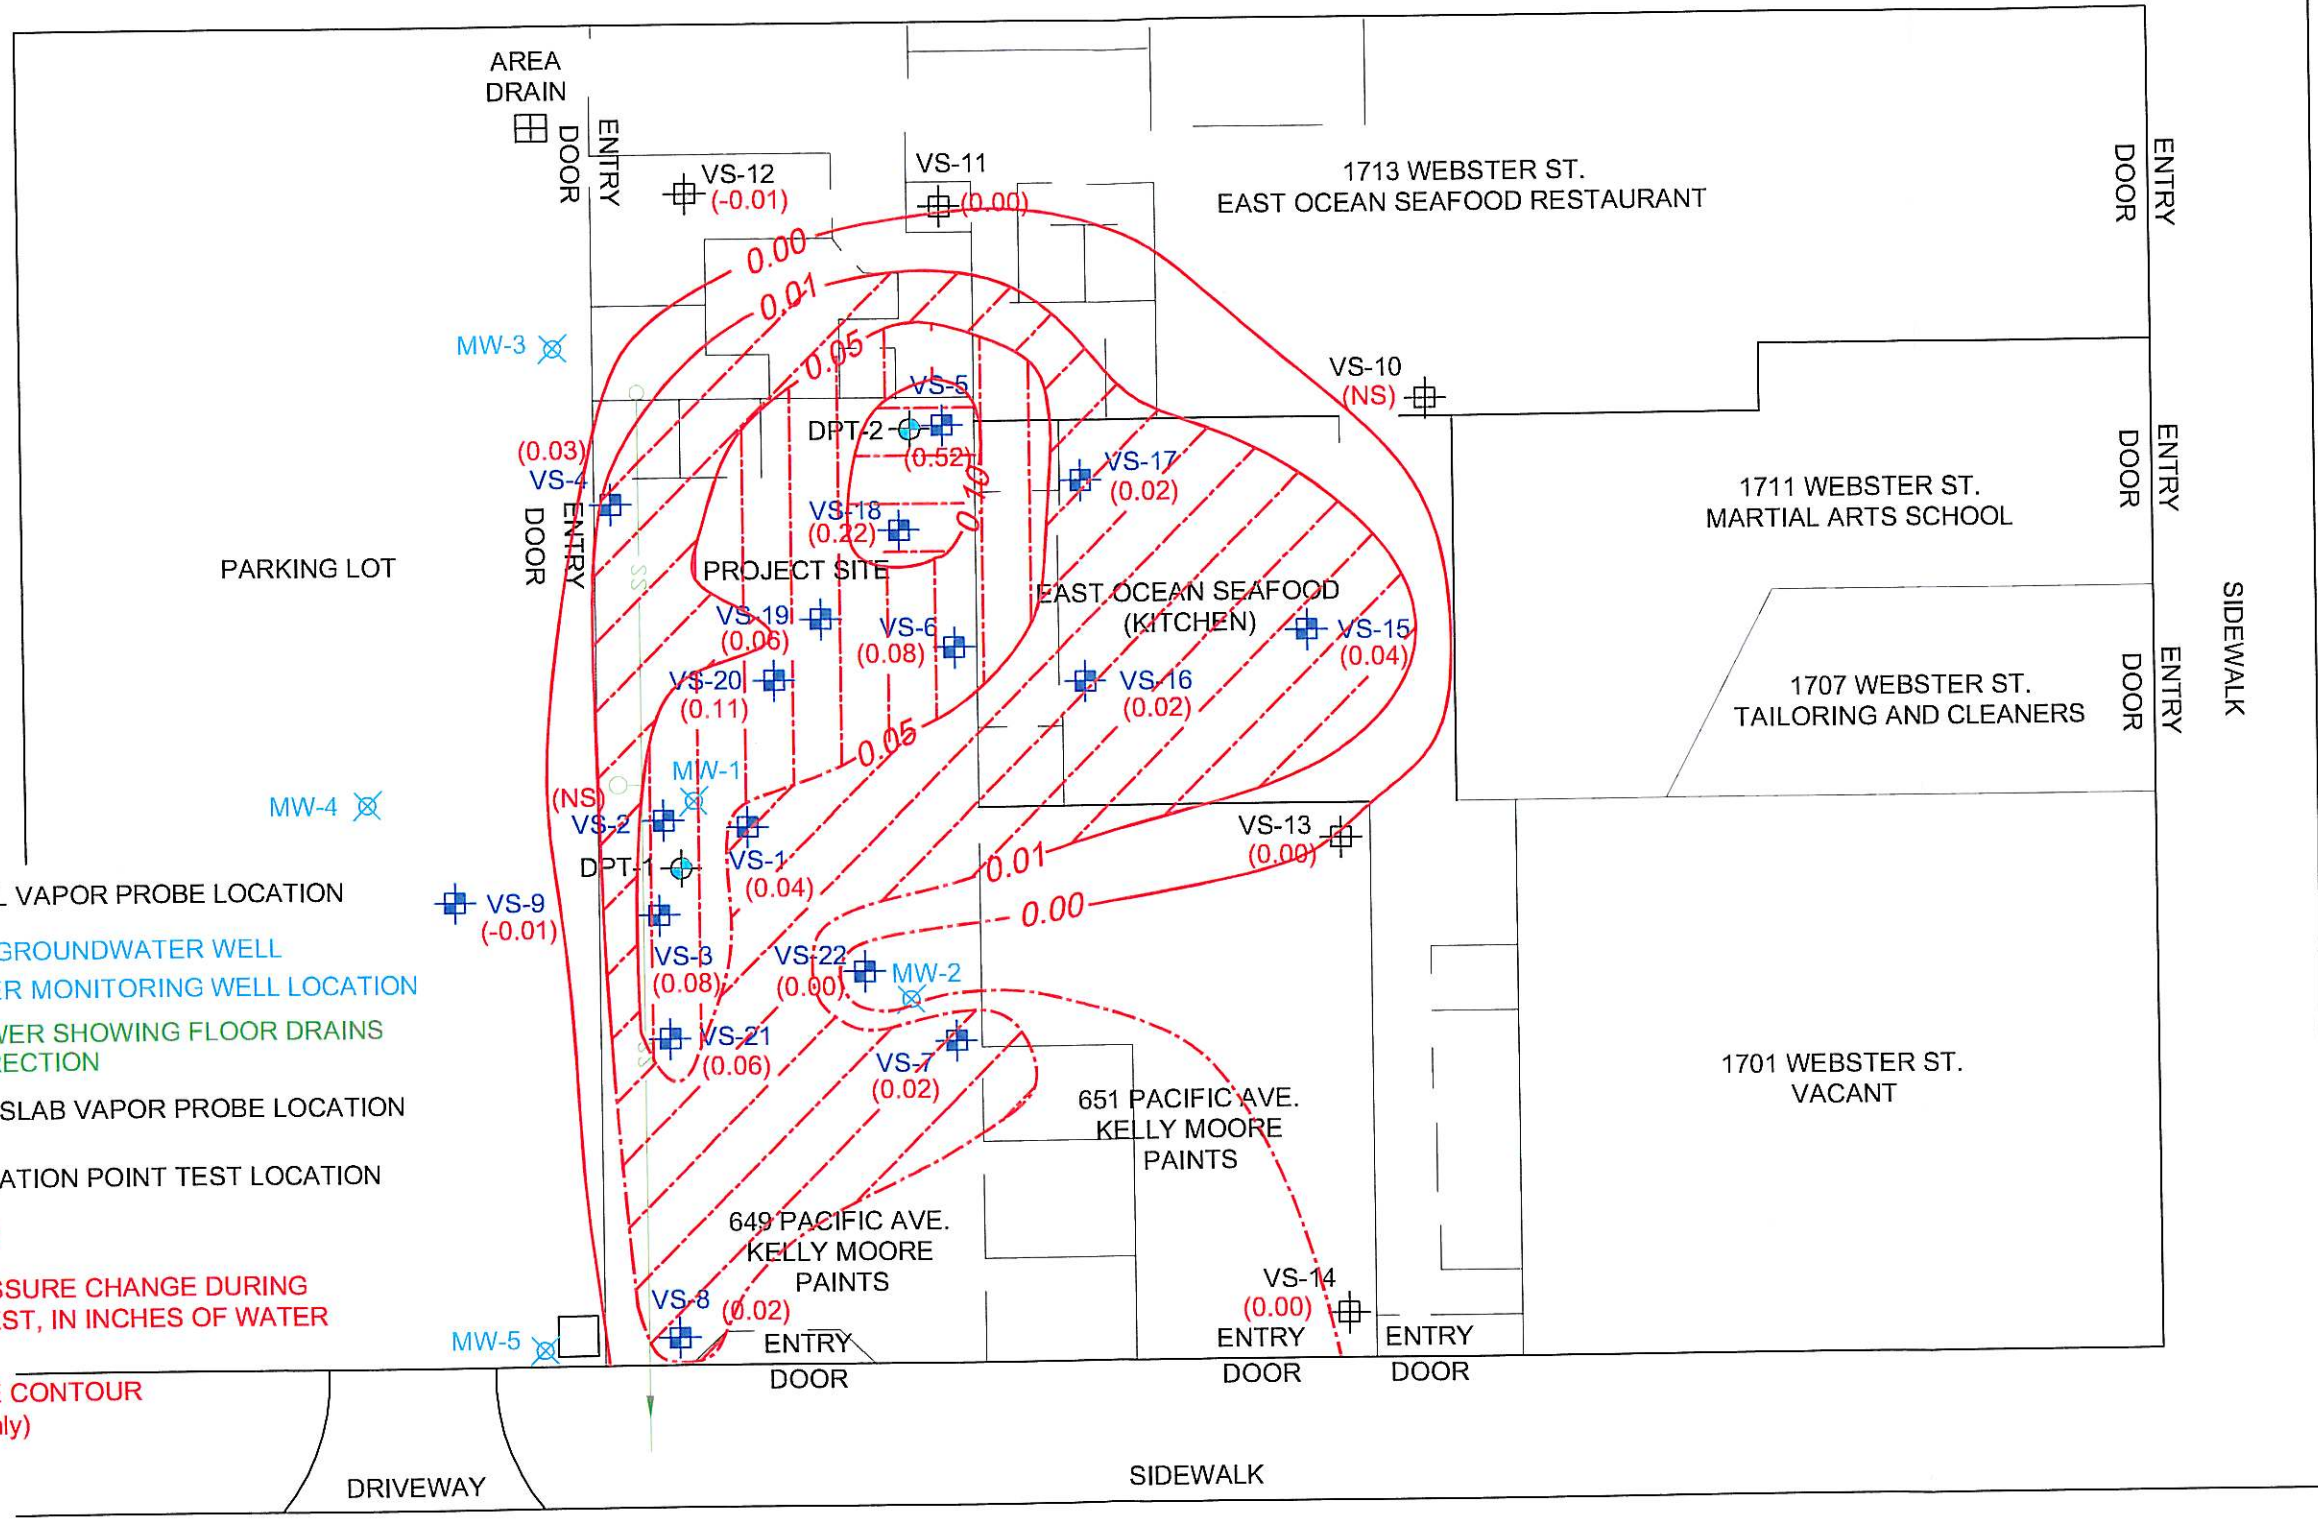 AREA
DRAIN
ENTRY
DOOR
VS-12
(-0.01)
VS-11
(0.00)
1713 WEBSTER ST.
EAST OCEAN SEAFOOD RESTAURANT
ENTRY
DOOR
0.00
0.01
0.05
MW-3
VS-10
(NS)
VS-5
DPT-2
(0.52)
0.10
(0.03)
VS-4
ENTRY
DOOR
VS-17
(0.02)
VS-18
(0.22)
1711 WEBSTER ST.
MARTIAL ARTS SCHOOL
ENTRY
DOOR
PARKING LOT
SS
PROJECT SITE
EAST OCEAN SEAFOOD
(KITCHEN)
VS-19
(0.06)
VS-6
(0.08)
VS-15
(0.04)
SIDEWALK
VS-20
(0.11)
VS-16
(0.02)
1707 WEBSTER ST.
TAILORING AND CLEANERS
ENTRY
DOOR
0.05
MW-1
(NS)
VS-2
MW-4
VS-13
(0.00)
0.01
DPT-1
VS-1
(0.04)
L VAPOR PROBE LOCATION
VS-9
(-0.01)
0.00
GROUNDWATER WELL
ER MONITORING WELL LOCATION
VS-3
(0.08)
VS-22
(0.00)
MW-2
WER SHOWING FLOOR DRAINS
RECTION
VS-21
(0.06)
SS
VS-7
(0.02)
1701 WEBSTER ST.
VACANT
SLAB VAPOR PROBE LOCATION
651 PACIFIC AVE.
KELLY MOORE
PAINTS
ATION POINT TEST LOCATION
649 PACIFIC AVE.
KELLY MOORE
PAINTS
SSURE CHANGE DURING
EST, IN INCHES OF WATER
VS-8
(0.02)
VS-14
(0.00)
MW-5
ENTRY
DOOR
ENTRY
DOOR
ENTRY
DOOR
E CONTOUR
nly)
DRIVEWAY
SIDEWALK